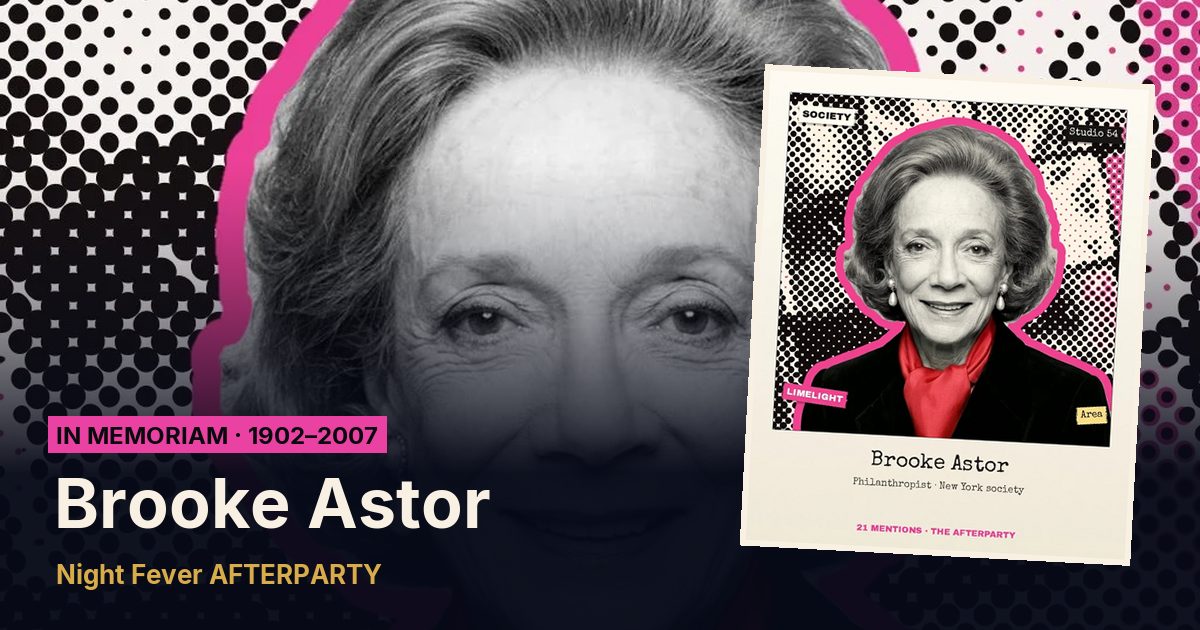 IN MEMORIAM · 1902–2007
Brooke Astor
Night Fever AFTERPARTY
SOCIETY
Studio 54
LIMELIGHT
Area
Brooke Astor
Philanthropist · New York society
21 MENTIONS · THE AFTERPARTY